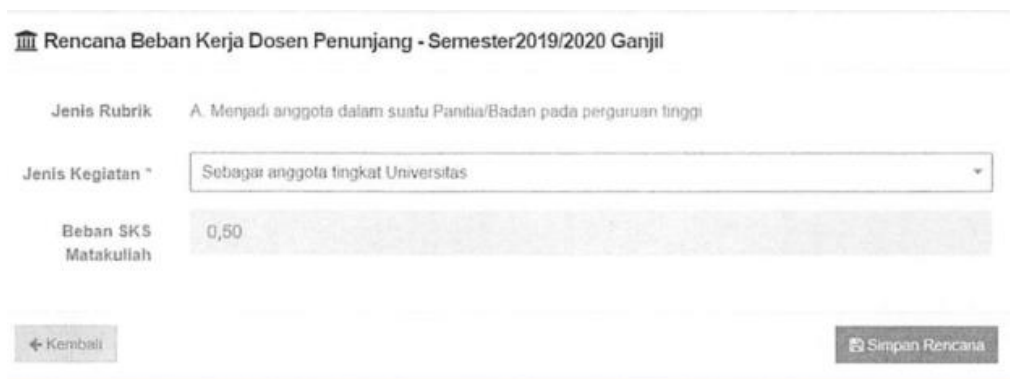 Rencana Beban Kerja Dosen Penunjang - Semester2019/2020 Ganjil
Jenis Rubrik A. Menjadi anggota dalam suatu Panitia/Badan pada perguruan tinggi
Jenis Kegiatan * Sebagai anggota tingkat Universitas
Beban SKS 0,50
Matakuliah
Kembali Simpan Rencana